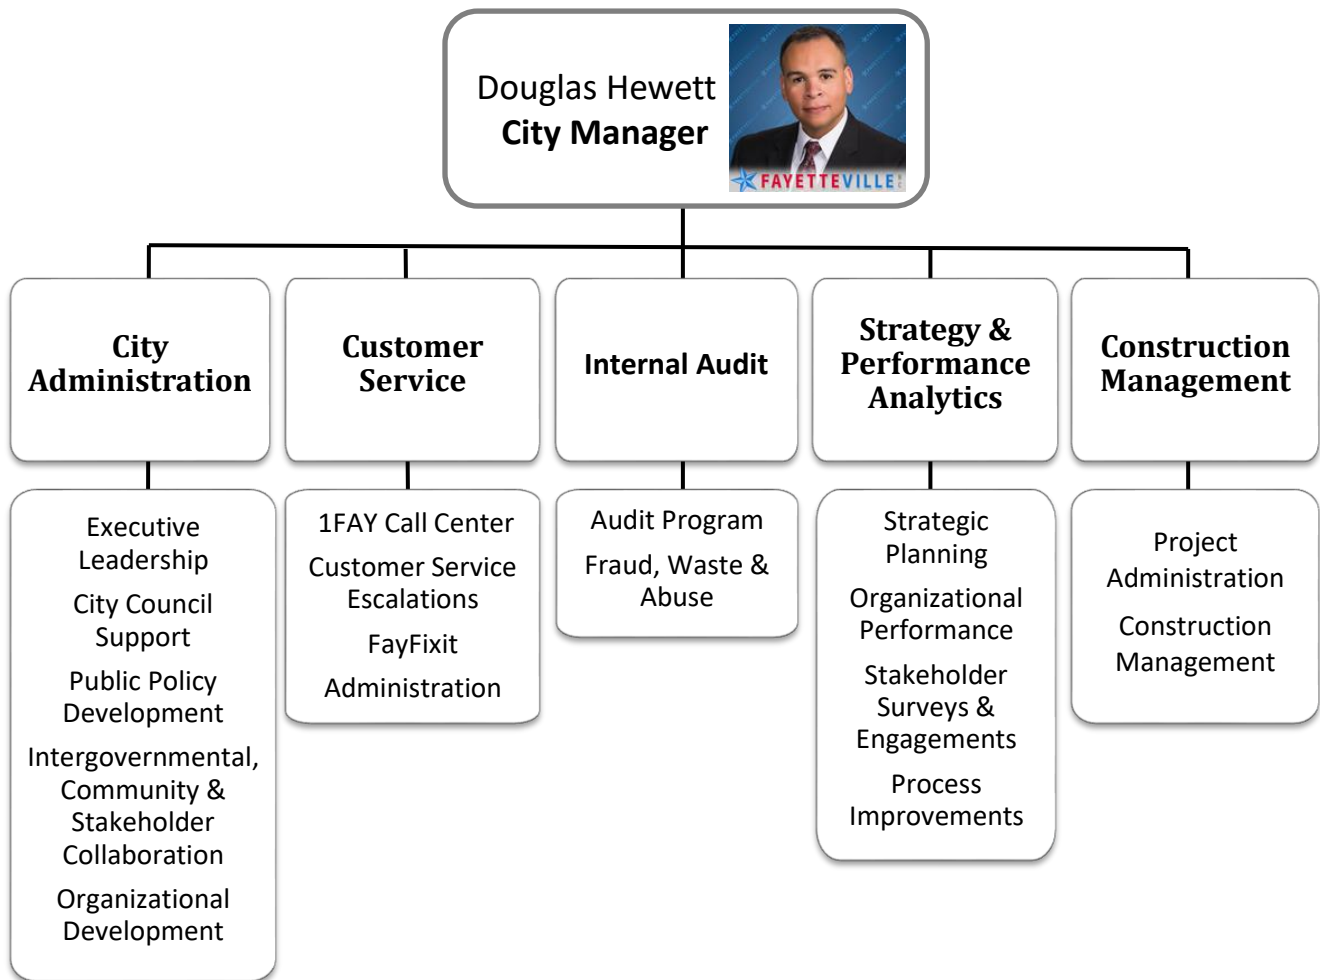 Douglas Hewett
City Manager
FAYETTEVILLE
City
Administration
Customer
Service
Internal Audit
Strategy &
Performance
Analytics
Construction
Management
Executive
Leadership
City Council
Support
Public Policy
Development
Intergovernmental,
Community &
Stakeholder
Collaboration
Organizational
Development
1FAY Call Center
Customer Service
Escalations
FayFixit
Administration
Audit Program
Fraud, Waste &
Abuse
Strategic
Planning
Organizational
Performance
Stakeholder
Surveys &
Engagements
Process
Improvements
Project
Administration
Construction
Management